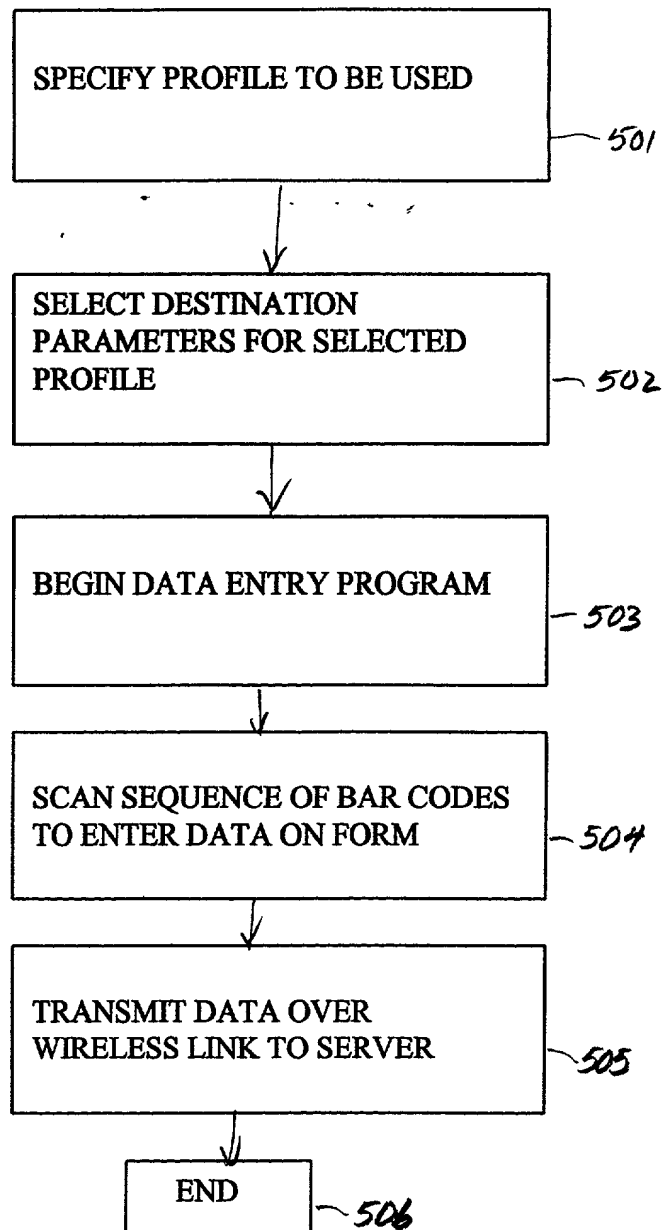 SPECIFY PROFILE TO BE USED
501
SELECT DESTINATION
PARAMETERS FOR SELECTED
PROFILE
502
BEGIN DATA ENTRY PROGRAM
503
SCAN SEQUENCE OF BAR CODES
TO ENTER DATA ON FORM
504
TRANSMIT DATA OVER
WIRELESS LINK TO SERVER
505
END
506